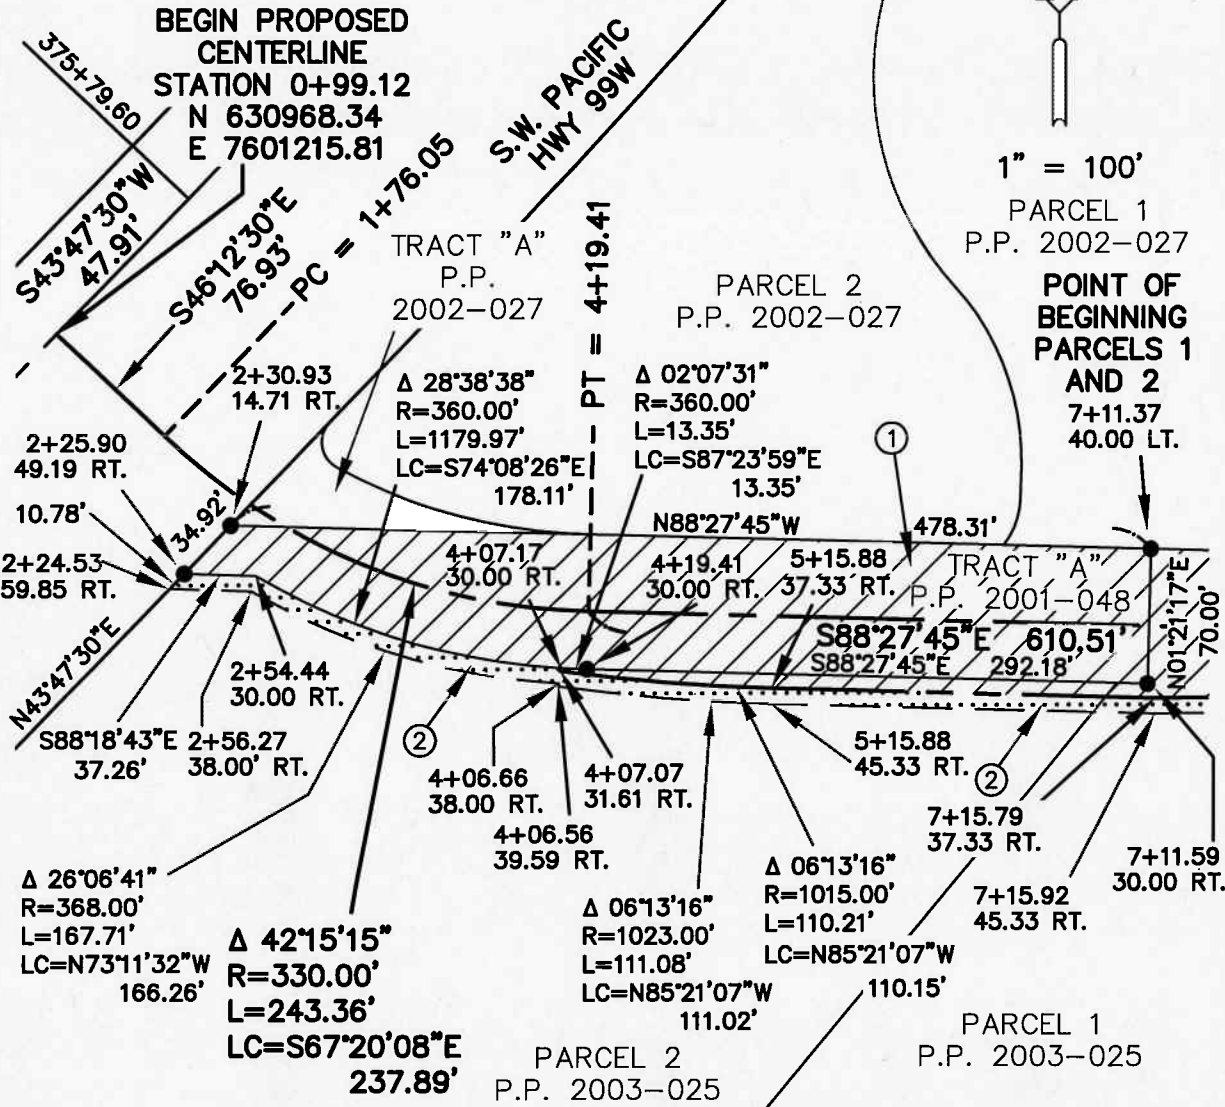 BEGIN PROPOSED
CENTERLINE
STATION 0+99.12
N 630968.34
E 7601215.81
375+79.60
S43°47'30"W
47.91'
S46°12'30"E
76.93'
PC = 1+76.05
S.W. PACIFIC
HWY 99W
1" = 100'
PARCEL 1
P.P. 2002-027
TRACT "A"
P.P.
2002-027
PT = 4+19.41
PARCEL 2
P.P. 2002-027
POINT OF
BEGINNING
PARCELS 1
AND 2
7+11.37
40.00 LT.
2+30.93
14.71 RT.
Δ 28°38'38"
R=360.00'
L=1179.97'
LC=S74°08'26"E
178.11'
Δ 02°07'31"
R=360.00'
L=13.35'
LC=S87°23'59"E
13.35'
1
2+25.90
49.19 RT.
10.78'
34.92'
2+24.53
59.85 RT.
N88°27'45"W
478.31'
4+07.17
30.00 RT.
4+19.41
30.00 RT.
5+15.88
37.33 RT.
TRACT "A"
P.P. 2001-048
S88°27'45"E 610.51'
S88°27'45"E 292.18'
N01°21'17"E
70.00'
N43°47'30"E
2+54.44
30.00 RT.
S88°18'43"E
37.26'
2+56.27
38.00' RT.
2
4+06.66
38.00 RT.
4+07.07
31.61 RT.
4+06.56
39.59 RT.
5+15.88
45.33 RT.
2
7+15.79
37.33 RT.
7+15.92
45.33 RT.
7+11.59
30.00 RT.
Δ 26°06'41"
R=368.00'
L=167.71'
LC=N73°11'32"W
166.26'
Δ 42°15'15"
R=330.00'
L=243.36'
LC=S67°20'08"E
237.89'
Δ 06°13'16"
R=1023.00'
L=111.08'
LC=N85°21'07"W
111.02'
Δ 06°13'16"
R=1015.00'
L=110.21'
LC=N85°21'07"W
110.15'
PARCEL 2
P.P. 2003-025
PARCEL 1
P.P. 2003-025